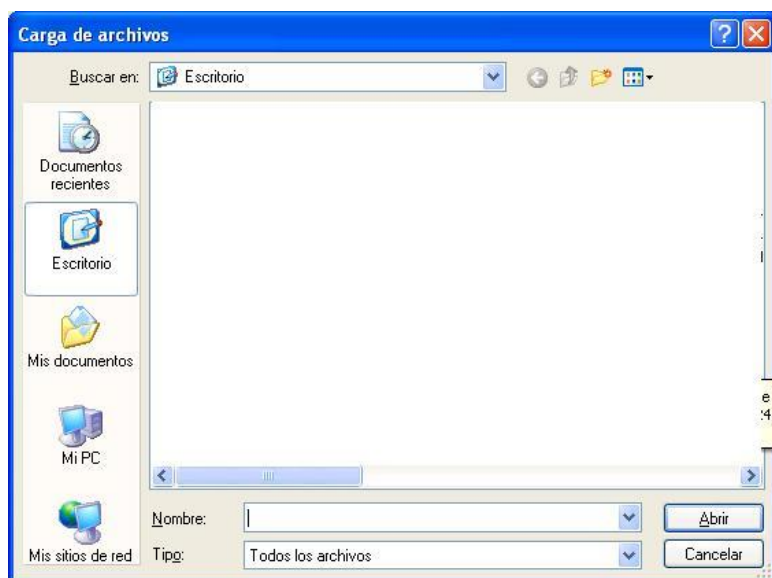 Carga de archivos
Buscar en:
Escritorio
Documentos
recientes
Escritorio
Mis documentos
Mi PC
Mis sitios de red
e
24
Nombre:
Abrir
Tipo:
Todos los archivos
Cancelar